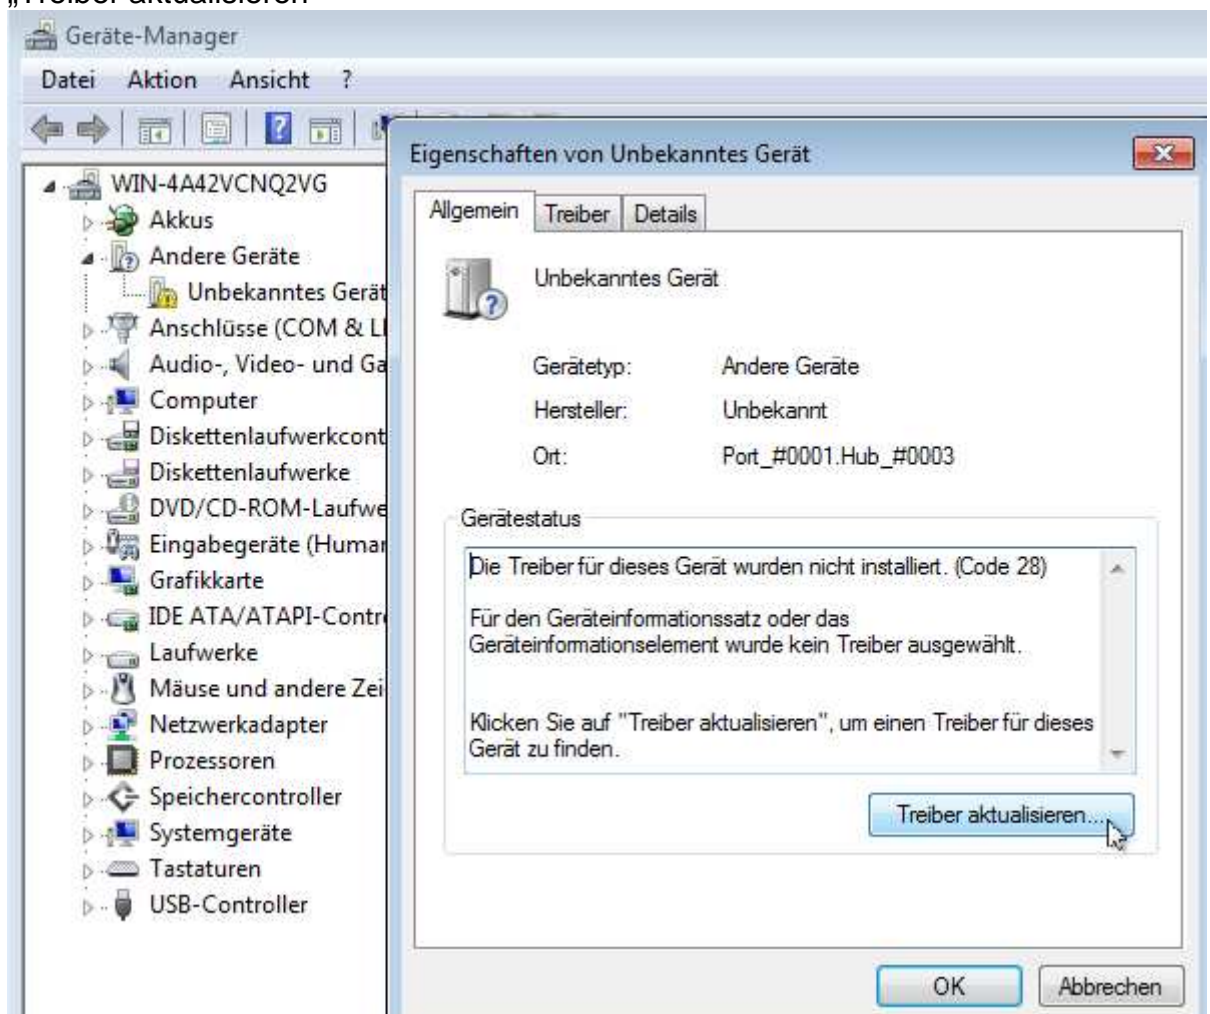 „Treiber aktualisieren
Geräte-Manager
Datei Aktion Ansicht ?
WIN-4A42VCNQ2VG
Akkus
Andere Geräte
Unbekanntes Gerät
Anschlüsse (COM & L
Audio-, Video- und Ga
Computer
Diskettenlaufwerkcont
Diskettenlaufwerke
DVD/CD-ROM-Laufwe
Eingabegeräte (Human
Grafikkarte
IDE ATA/ATAPI-Contr
Laufwerke
Mäuse und andere Zei
Netzwerkadapter
Prozessoren
Speichercontroller
Systemgeräte
Tastaturen
USB-Controller
Eigenschaften von Unbekanntes Gerät
Allgemein Treiber Details
Unbekanntes Gerät
Gerätetyp: Andere Geräte
Hersteller: Unbekannt
Ort: Port_#0001.Hub_#0003
Gerätestatus
Die Treiber für dieses Gerät wurden nicht installiert. (Code 28)
Für den Geräteinformationssatz oder das
Geräteinformationselement wurde kein Treiber ausgewählt.
Klicken Sie auf "Treiber aktualisieren", um einen Treiber für dieses
Gerät zu finden.
Treiber aktualisieren...
OK Abbrechen